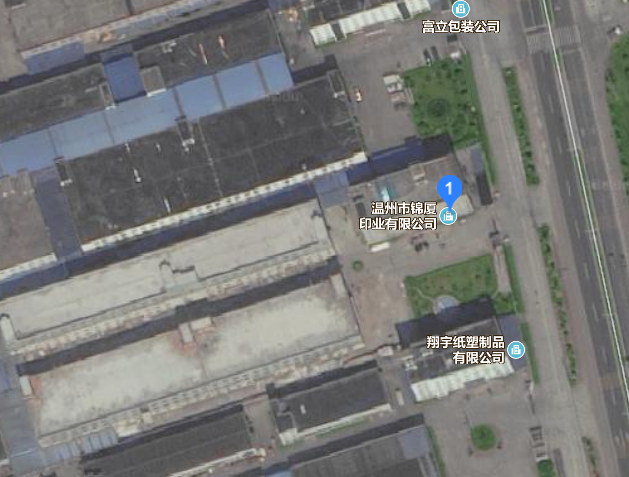 富立包装公司
1
温州市锦厦
印业有限公司
翔宇纸塑制品
有限公司